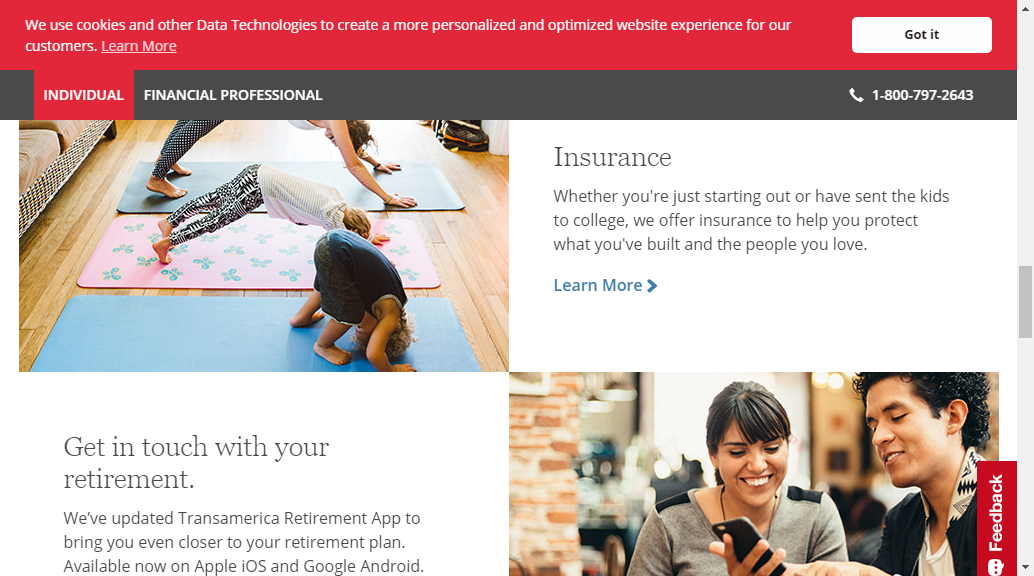 We use cookies and other Data Technologies to create a more personalized and optimized website experience for our
customers. Learn More
Got it
INDIVIDUAL
FINANCIAL PROFESSIONAL
1-800-797-2643
Insurance
Whether you're just starting out or have sent the kids
to college, we offer insurance to help you protect
what you've built and the people you love.
Learn More
Get in touch with your
retirement.
We’ve updated Transamerica Retirement App to
bring you even closer to your retirement plan.
Available now on Apple iOS and Google Android.
Feedback